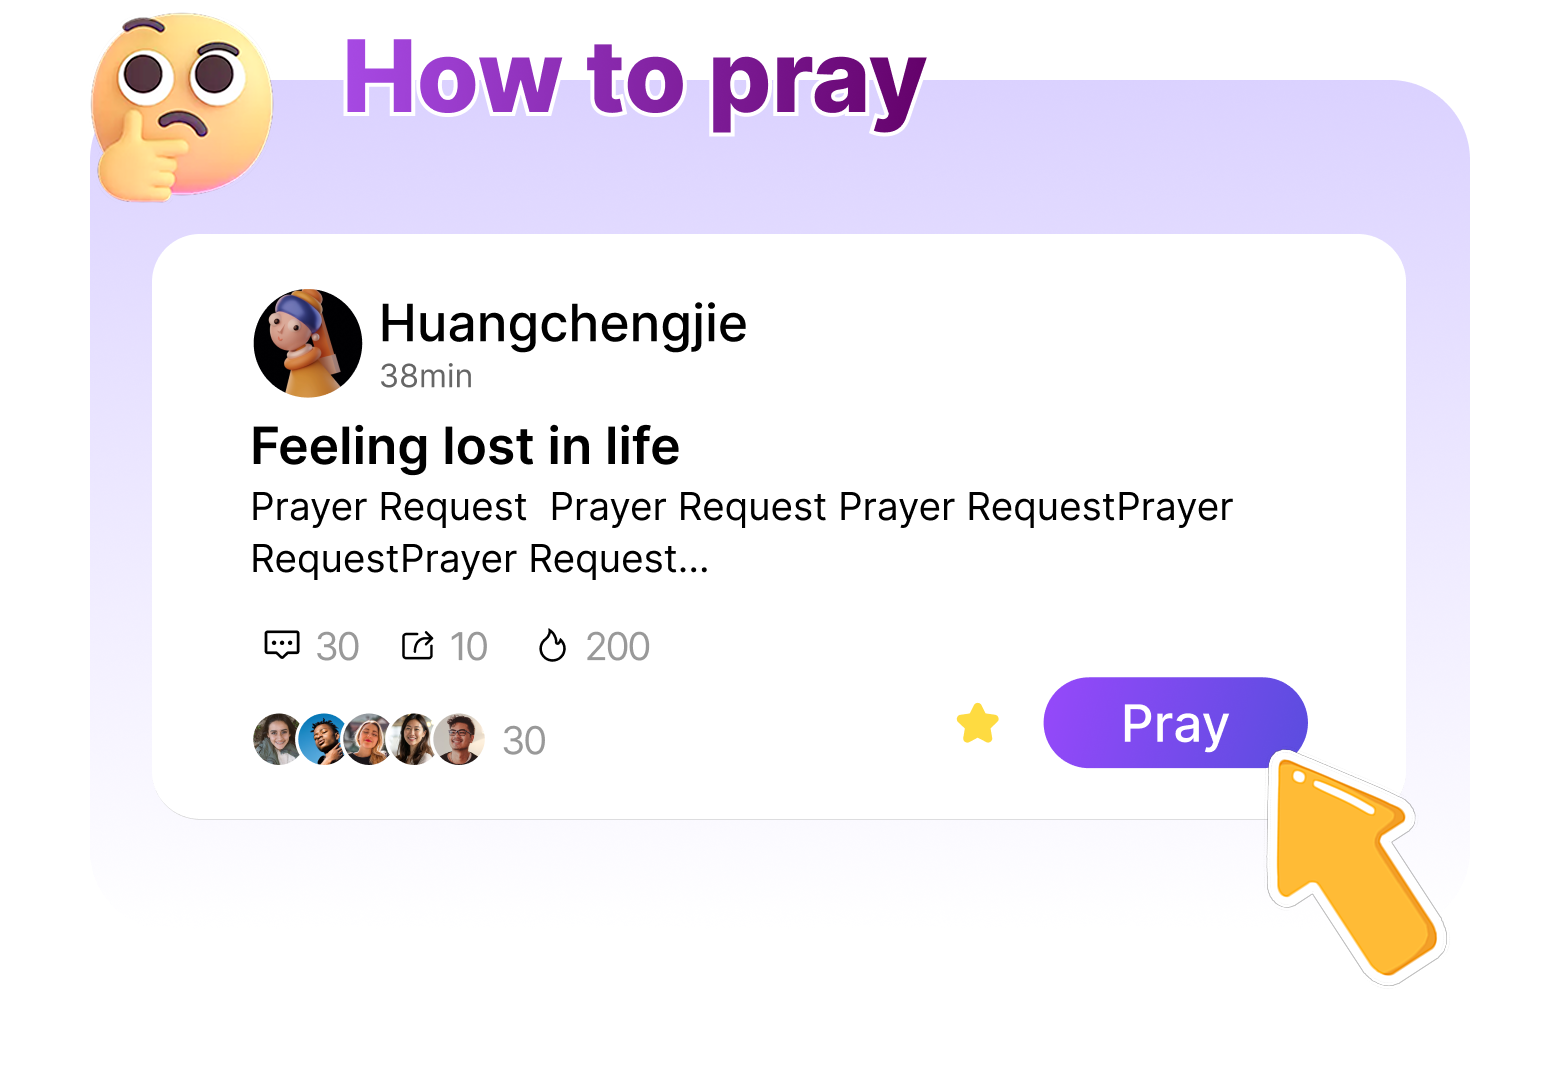 How to pray
Huangchengjie
38min
Feeling lost in life
Prayer Request  Prayer Request Prayer RequestPrayer
RequestPrayer Request...
30 10 200
30
Pray